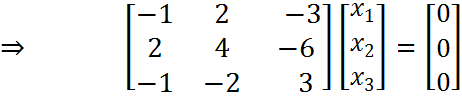 ⇒ [−1 2 −3] [x₁] [0]
[2 4 −6] [x₂] = [0]
[−1 −2 3] [x₃] [0]